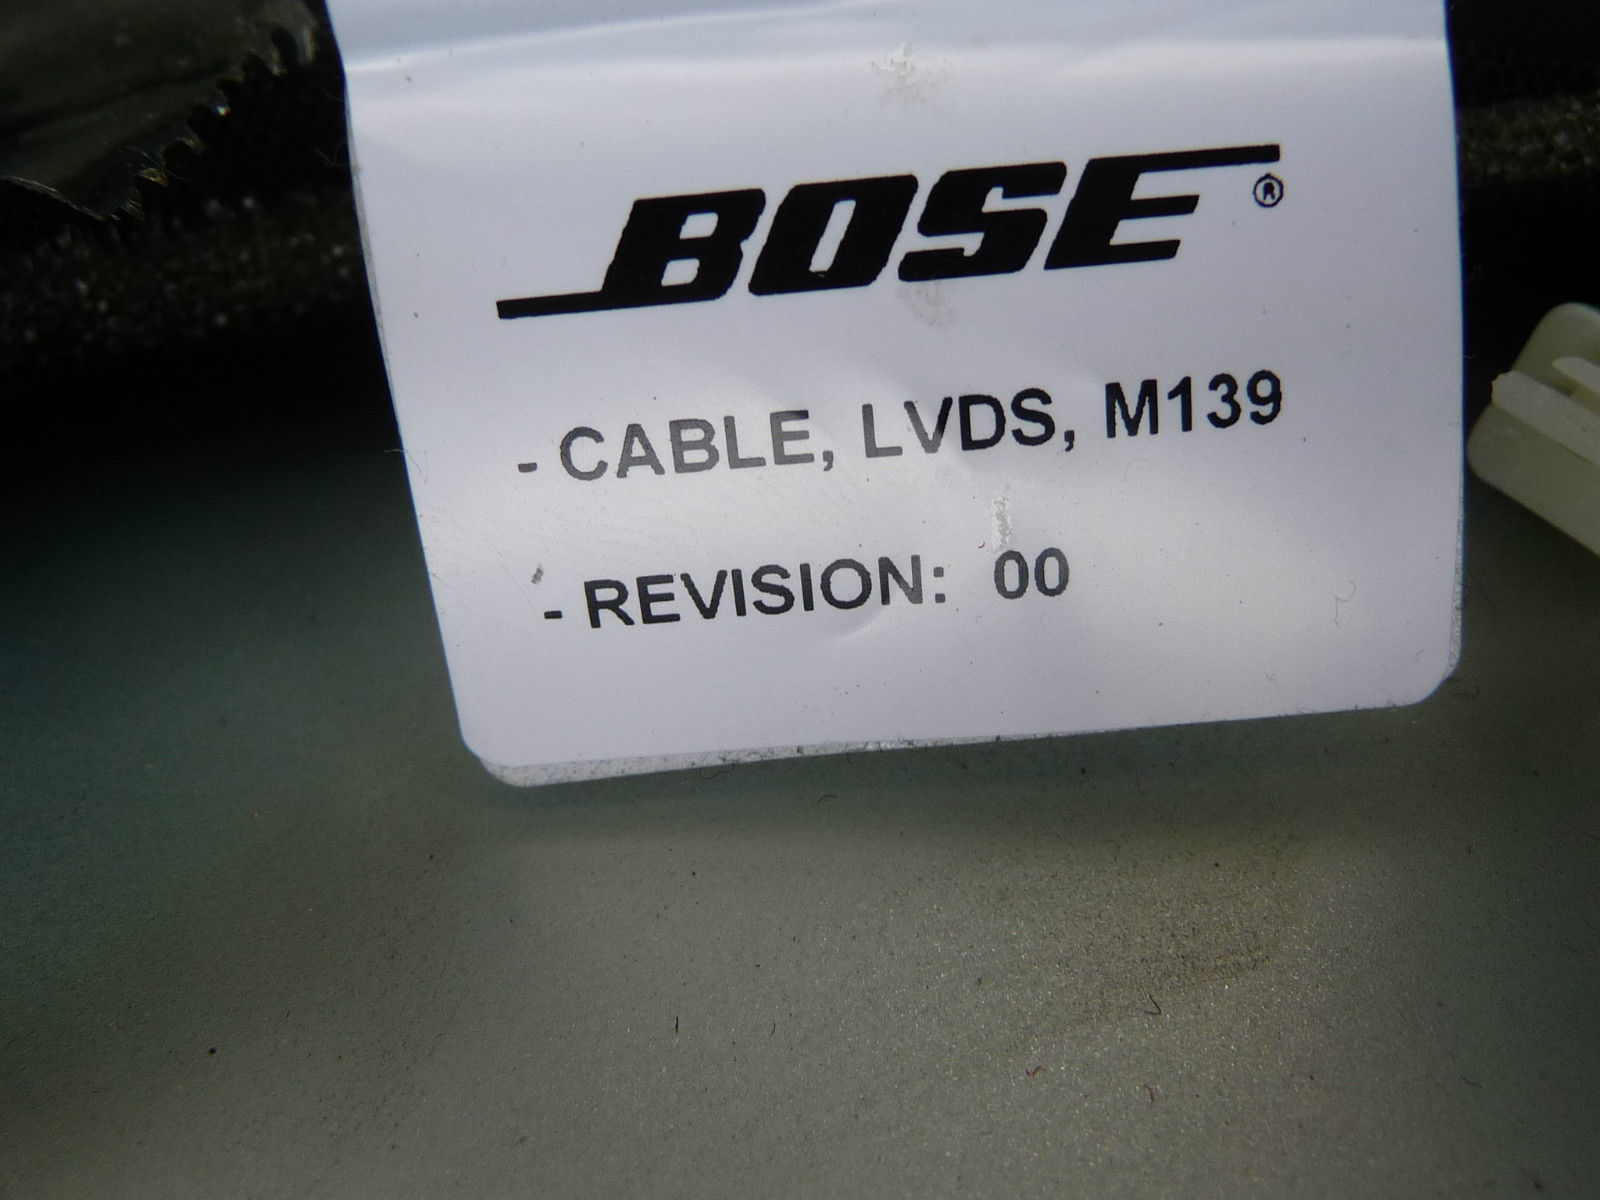 BOSE ®
- CABLE, LVDS, M139
- REVISION: 00